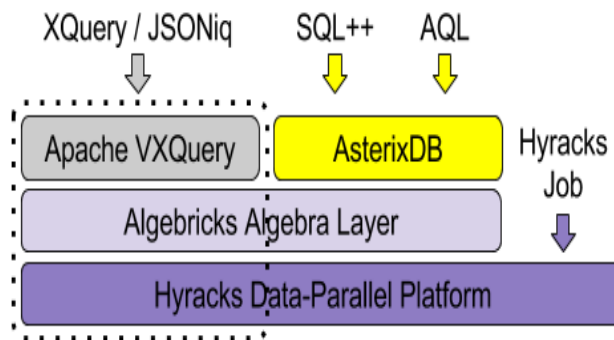 XQuery / JSONiq
SQL++
AQL
Apache VXQuery
AsterixDB
Hyracks
Job
Algebricks Algebra Layer
Hyracks Data-Parallel Platform